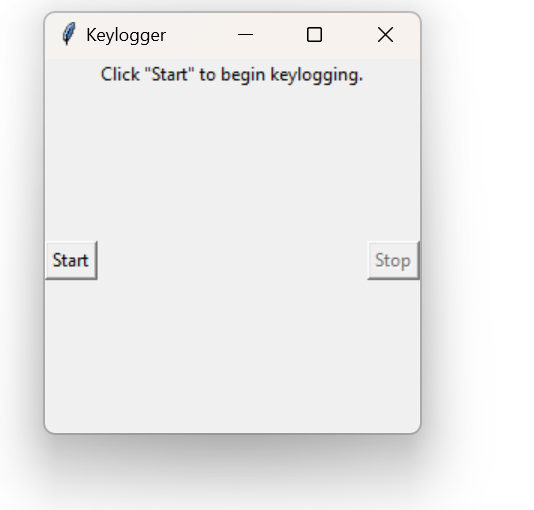 Keylogger
Click "Start" to begin keylogging.
Start
Stop